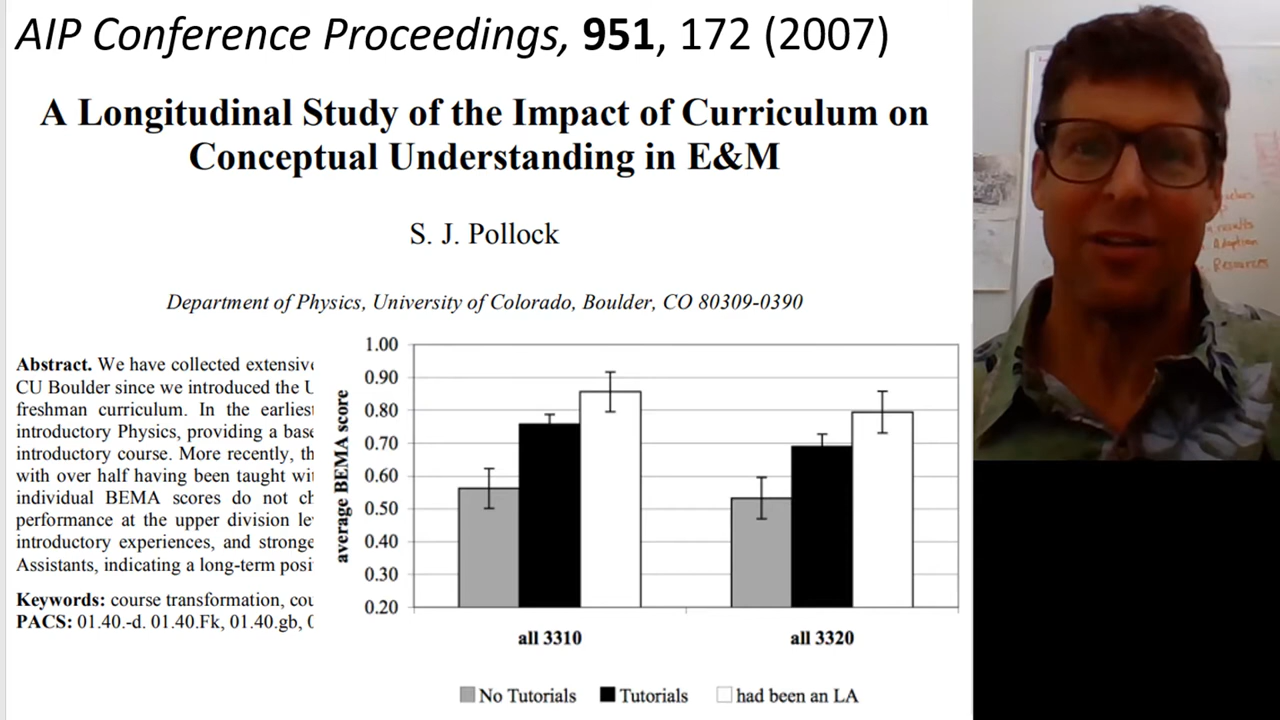 AIP Conference Proceedings, 951, 172 (2007)
A Longitudinal Study of the Impact of Curriculum on
Conceptual Understanding in E&M
S. J. Pollock
Department of Physics, University of Colorado, Boulder, CO 80309-0390
Abstract. We have collected extensive
CU Boulder since we introduced the U
freshman curriculum. In the earliest
introductory Physics, providing a base
introductory course. More recently, th
with over half having been taught wi
individual BEMA scores do not ch
performance at the upper division le
introductory experiences, and stronge
Assistants, indicating a long-term posi
Keywords: course transformation, cou
PACS: 01.40.-d. 01.40.Fk, 01.40.gb, 0
average BEMA score
1.00
0.90
0.80
0.70
0.60
0.50
0.40
0.30
0.20
all 3310
all 3320
No Tutorials
Tutorials
had been an LA
results
Adoption
Resources